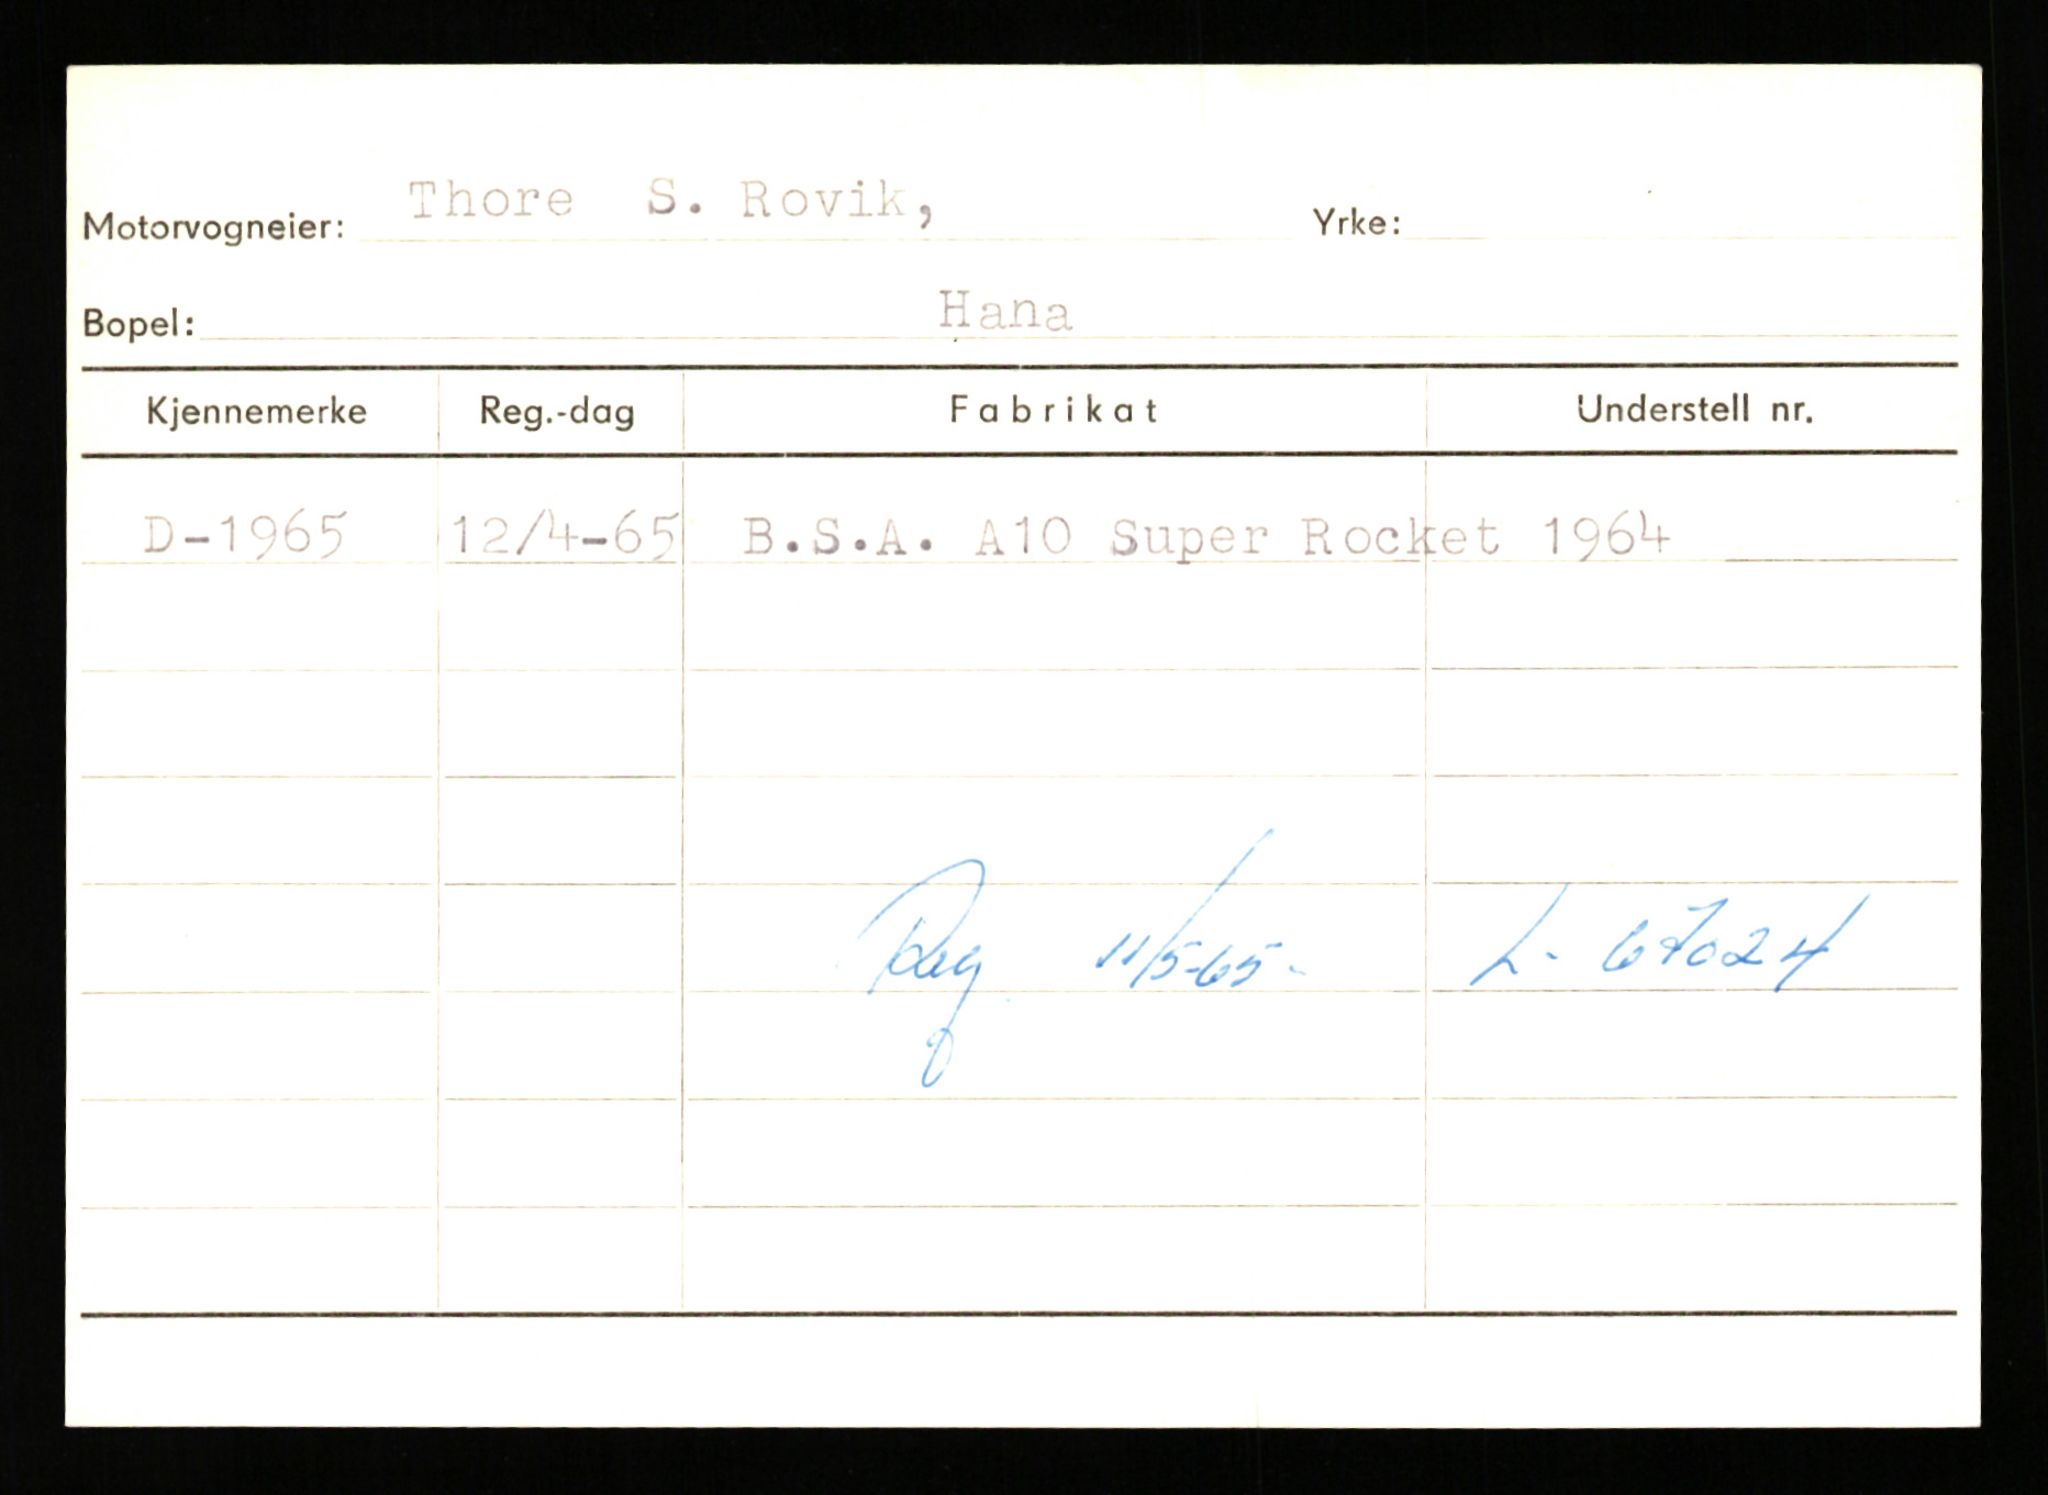 Motorvogneier: Thore S. Rovik, Yrke:
Bopel: Hana
Kjennemerke Reg.-dag Fabrikat Understell nr.
D-1965 12/4-65 B.S.A. A10 Super Rocket 1964
Reg 11/5-65- L- 67024